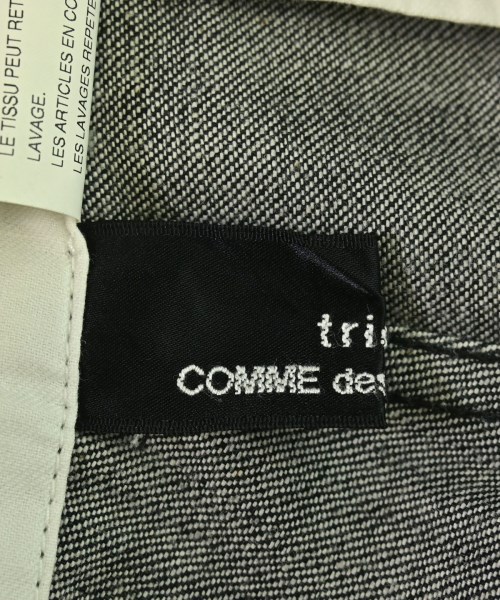 LE TISSU PEUT RET
LAVAGE.
LES ARTICLES EN CO
LES LAVAGES REPETE
tri
COMME des